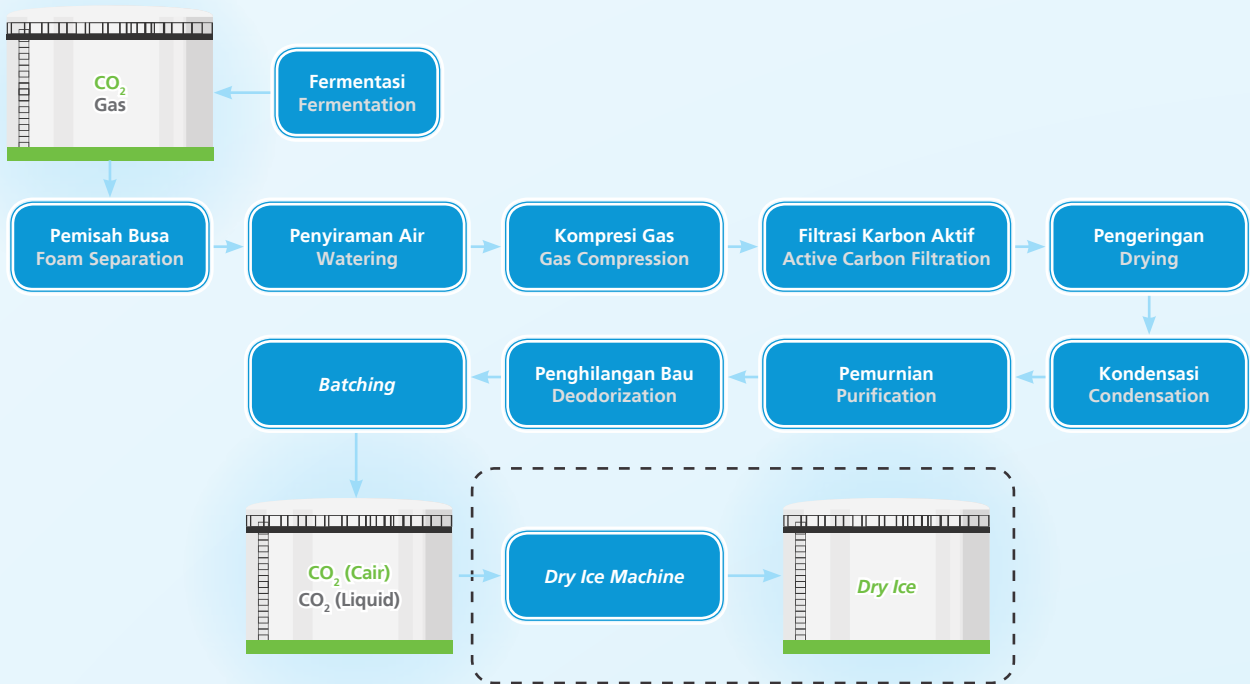 CO₂
Gas
Fermentasi
Fermentation
Pemisah Busa
Foam Separation
Penyiraman Air
Watering
Kompresi Gas
Gas Compression
Filtrasi Karbon Aktif
Active Carbon Filtration
Pengeringan
Drying
Kondensasi
Condensation
Pemurnian
Purification
Penghilangan Bau
Deodorization
Batching
CO₂ (Cair)
CO₂ (Liquid)
Dry Ice Machine
Dry Ice